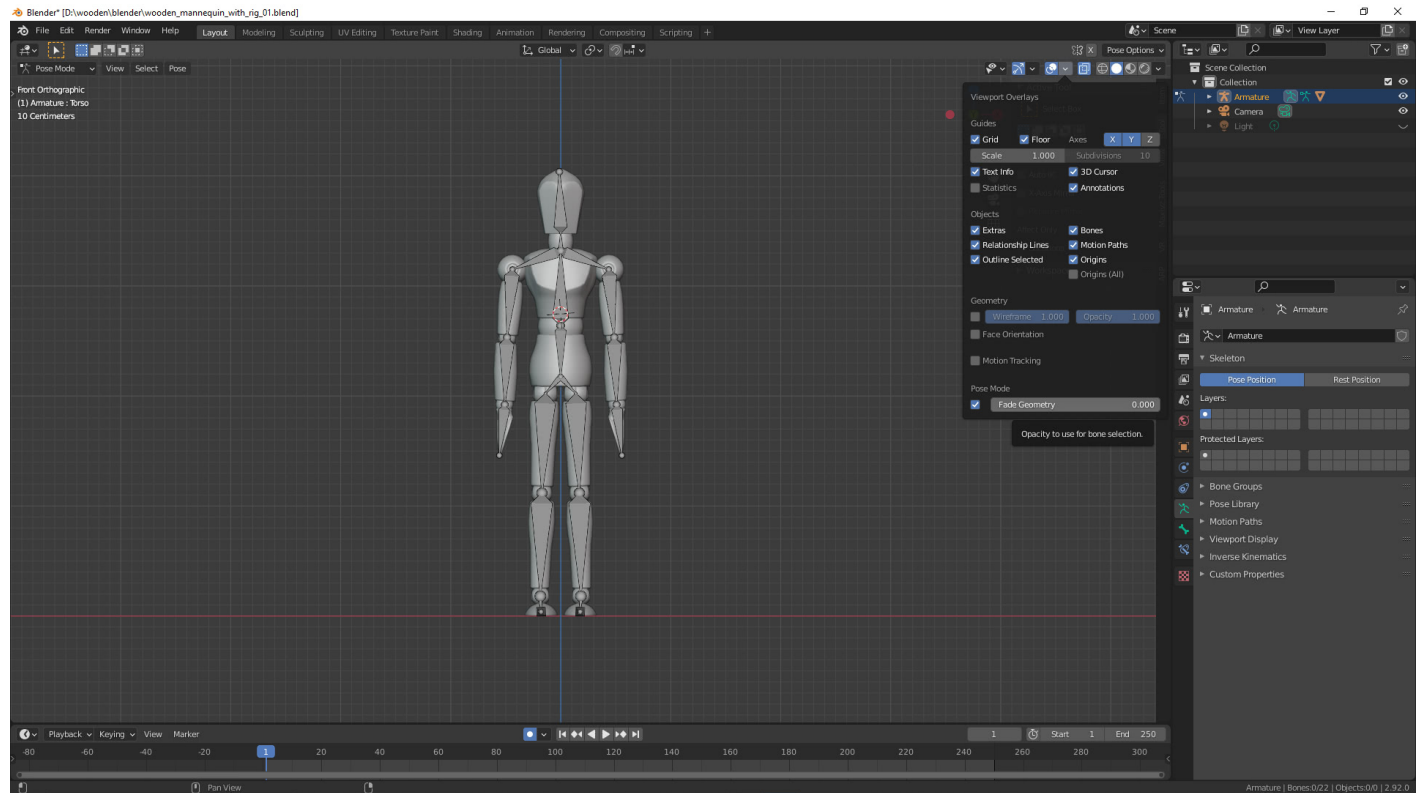 Blender* [D:\wooden\blender\wooden_mannequin_with_rig_01.blend]
File Edit Render Window Help Layout Modeling Sculpting UV Editing Texture Paint Shading Animation Rendering Compositing Scripting + Scene View Layer
Global Pose Options
Pose Mode View Select Pose
Front Orthographic
(1) Armature : Torso
10 Centimeters
Viewport Overlays
Guides
Grid Floor Axes X Y Z
Scale 1.000 Subdivisions 10
Text Info 3D Cursor
Statistics Annotations
Objects
Extras Bones
Relationship Lines Motion Paths
Outline Selected Origins
Origins (All)
Geometry
Wireframe 1.000 Opacity 1.000
Face Orientation
Motion Tracking
Pose Mode
Fade Geometry 0.000
Opacity to use for bone selection.
Scene Collection
Collection
Armature
Camera
Light
Armature Armature
Armature
Skeleton
Pose Position Rest Position
Layers:
Protected Layers:
Bone Groups
Pose Library
Motion Paths
Viewport Display
Inverse Kinematics
Custom Properties
Playback Keying View Marker 1 Start 1 End 250
-80 -60 -40 -20 1 20 40 60 80 100 120 140 160 180 200 220 240 260 280 300
Pan View
Armature | Bones:0/22 | Objects:0/0 | 2.92.0